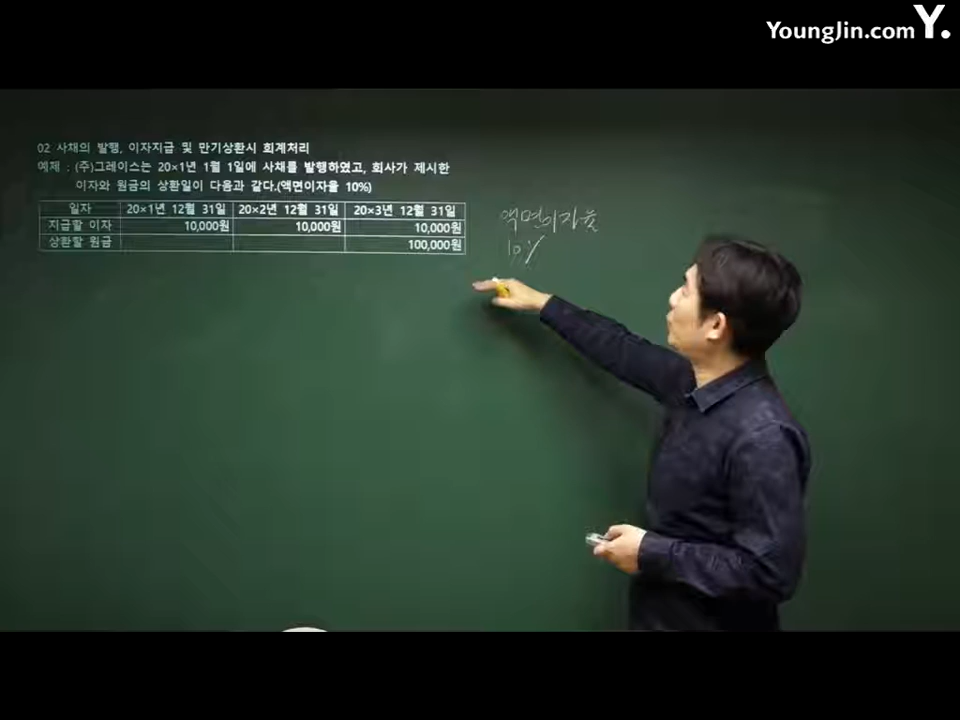 YoungJin.com Y.
02 사채의 발행, 이자지급 및 만기상환시 회계처리
예제 : (주)그레이스는 20×1년 1월 1일에 사채를 발행하였고, 회사가 제시한
이자와 원금의 상환일이 다음과 같다.(액면이자율 10%)
일자 20×1년 12월 31일 20×2년 12월 31일 20×3년 12월 31일
지급할 이자 10,000원 10,000원 10,000원
상환할 원금 100,000원
액면이자율
10%